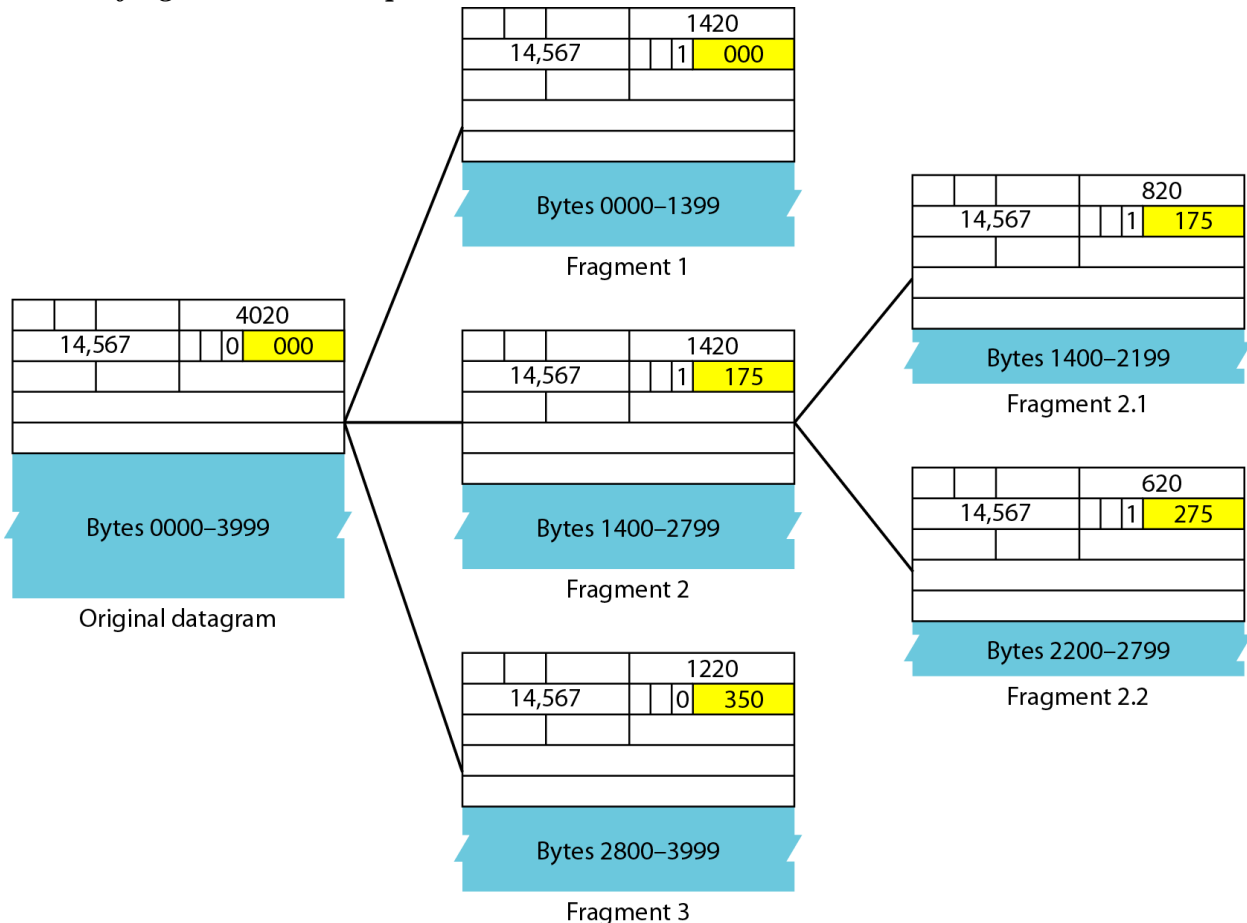 4020
14,567 0 000
Bytes 0000–3999
Original datagram
1420
14,567 1 000
Bytes 0000–1399
Fragment 1
1420
14,567 1 175
Bytes 1400–2799
Fragment 2
1220
14,567 0 350
Bytes 2800–3999
Fragment 3
820
14,567 1 175
Bytes 1400–2199
Fragment 2.1
620
14,567 1 275
Bytes 2200–2799
Fragment 2.2